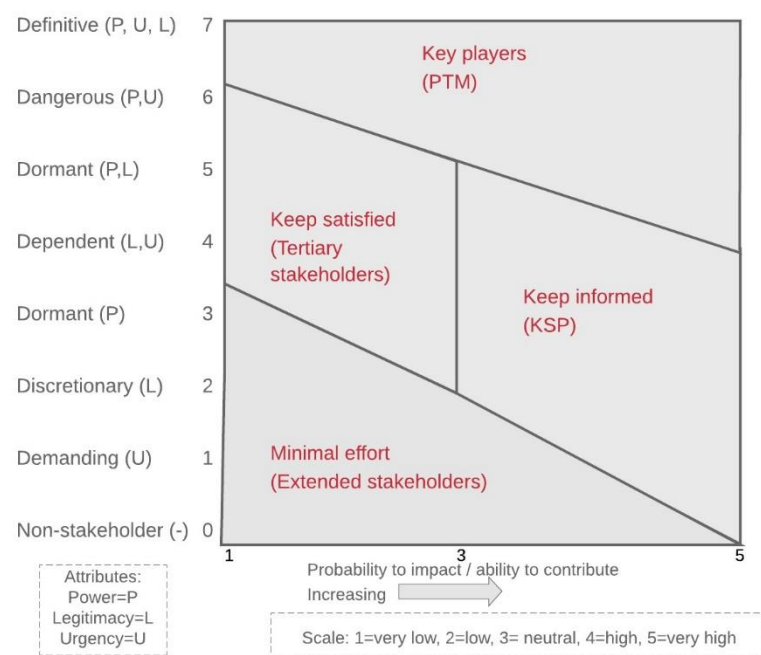 Definitive (P, U, L) 7
Key players
(PTM)
Dangerous (P,U) 6
Dormant (P,L) 5
Keep satisfied
(Tertiary
stakeholders)
Dependent (L,U) 4
Keep informed
(KSP)
Dormant (P) 3
Discretionary (L) 2
Demanding (U) 1
Minimal effort
(Extended stakeholders)
Non-stakeholder (-) 0
1 3 5
Probability to impact / ability to contribute
Increasing
Attributes:
Power=P
Legitimacy=L
Urgency=U
Scale: 1=very low, 2=low, 3= neutral, 4=high, 5=very high